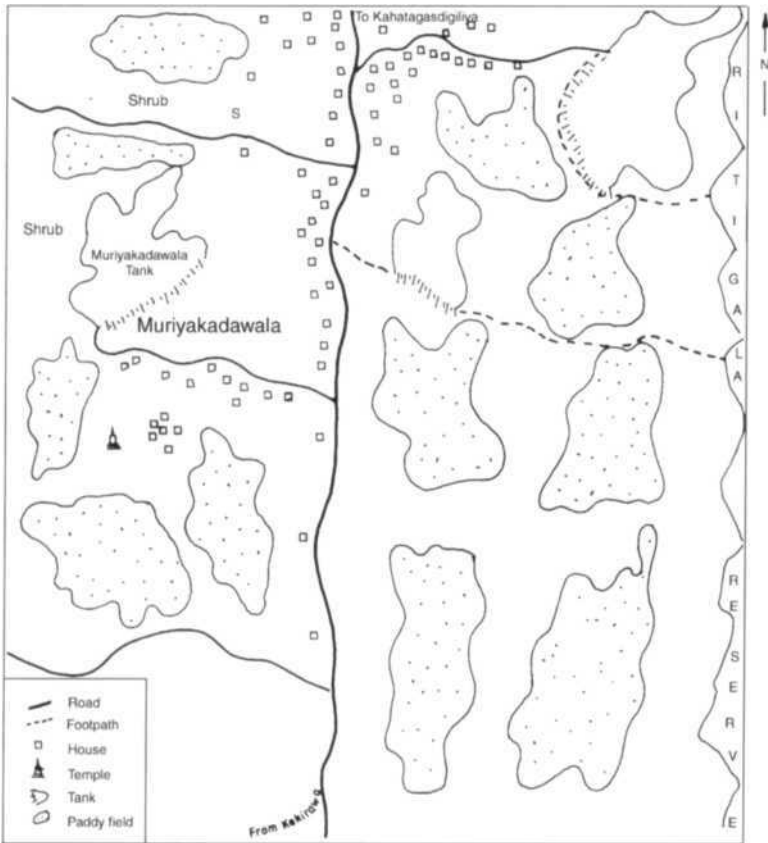 To Kahatagasdigiliya
N
Shrub
S
Shrub
Muriyakadawala
Tank
Muriyakadawala
RITIGALA
RESERVE
Road
Footpath
House
Temple
Tank
Paddy field
From Kekirawa